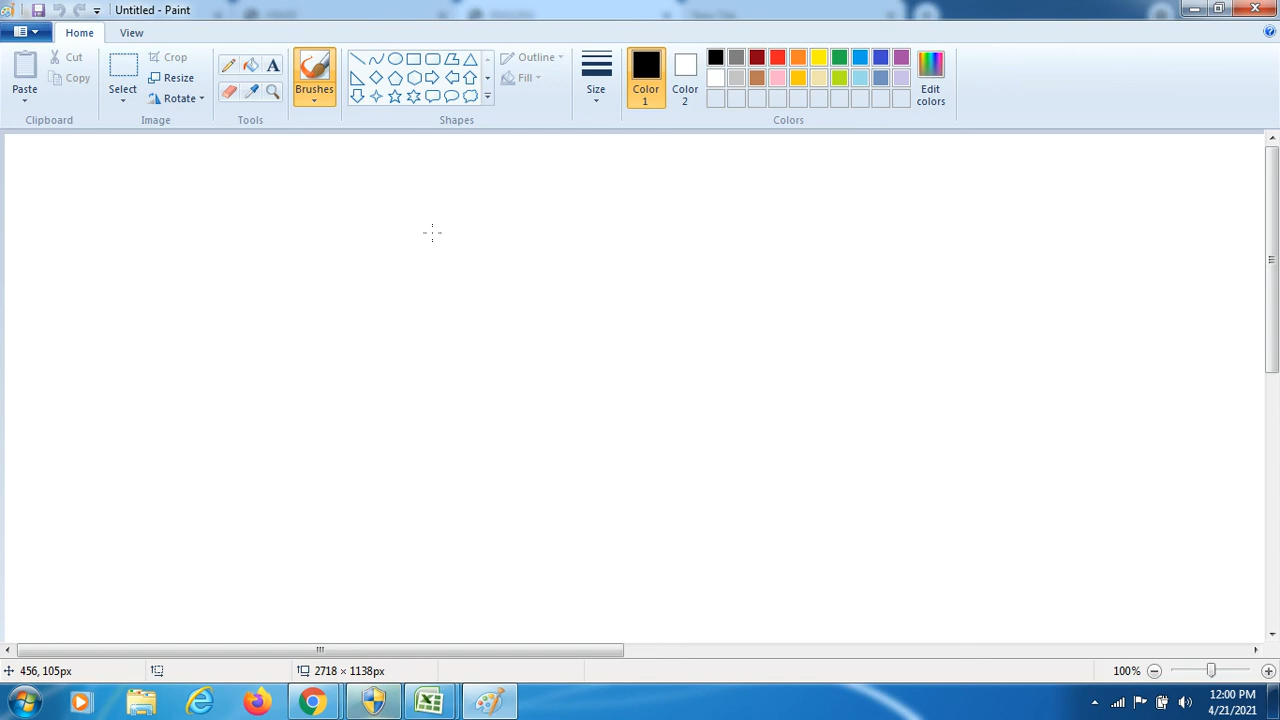 Untitled - Paint
Home
View
Paste
Cut
Copy
Clipboard
Select
Crop
Resize
Rotate
Image
A
Tools
Brushes
Outline
Fill
Shapes
Size
Color
1
Color
2
Edit
colors
Colors
456, 105px
2718 × 1138px
100%
12:00 PM
4/21/2021